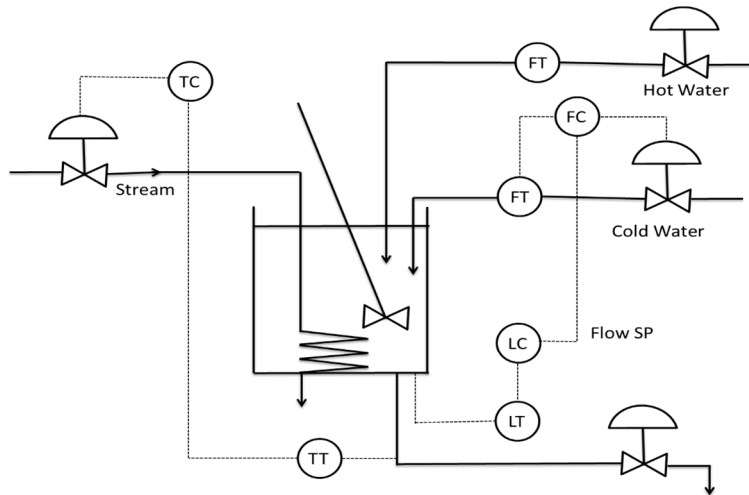 FT
Hot Water
TC
FC
Stream
FT
Cold Water
LC
Flow SP
LT
TT